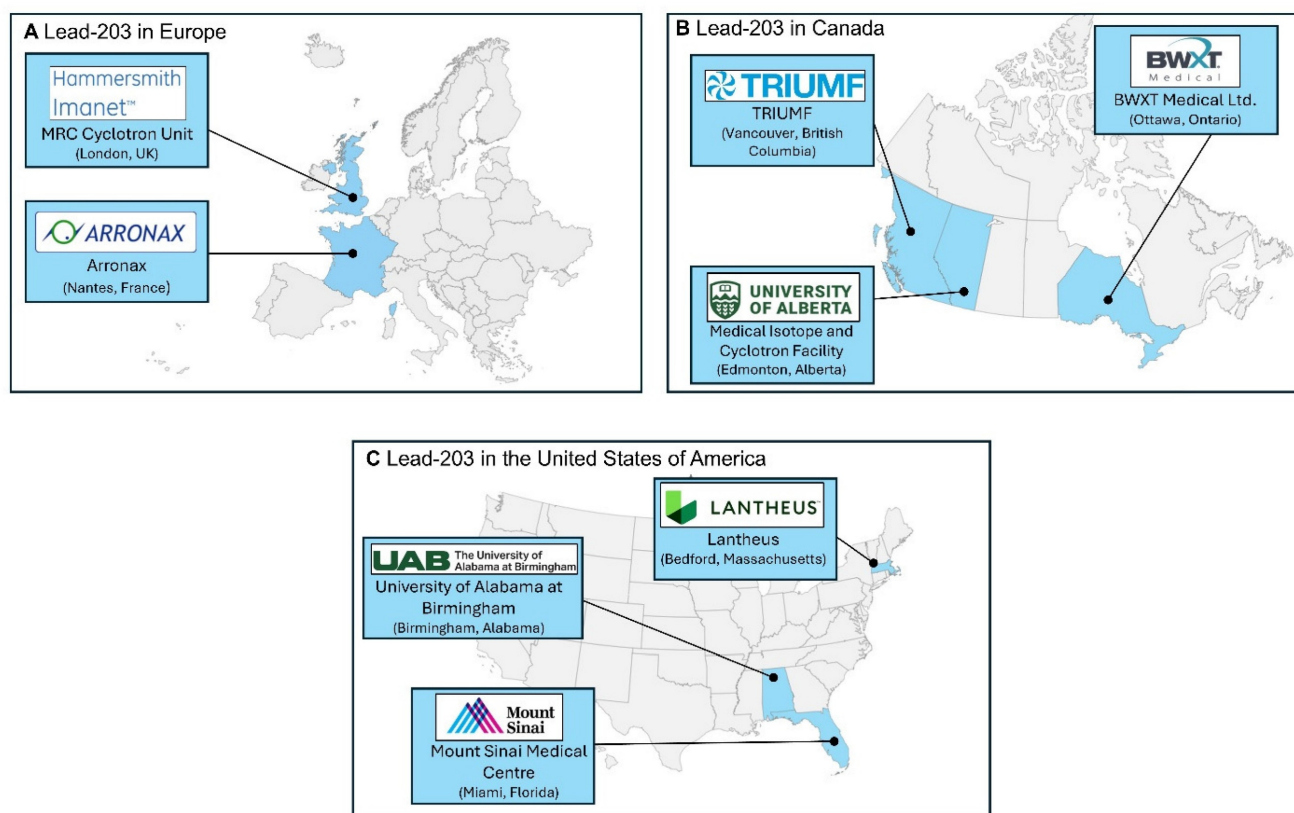 A Lead-203 in Europe
Hammersmith
Imanet™
MRC Cyclotron Unit
(London, UK)
ARRONAX
Arronax
(Nantes, France)
B Lead-203 in Canada
TRIUMF
TRIUMF
(Vancouver, British
Columbia)
BWXT
Medical
BWXT Medical Ltd.
(Ottawa, Ontario)
UNIVERSITY
OF ALBERTA
Medical Isotope and
Cyclotron Facility
(Edmonton, Alberta)
C Lead-203 in the United States of America
LANTHEUS
Lantheus
(Bedford, Massachusetts)
UAB The University of
Alabama at Birmingham
University of Alabama at
Birmingham
(Birmingham, Alabama)
Mount
Sinai
Mount Sinai Medical
Centre
(Miami, Florida)